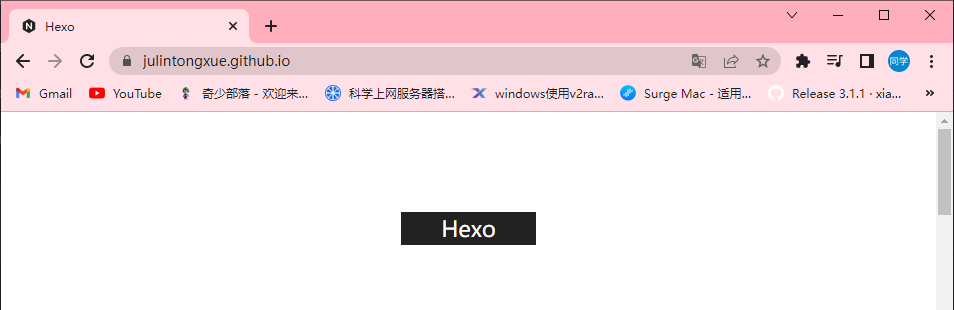 Hexo
julintongxue.github.io
同学
Gmail YouTube 奇少部落 - 欢迎来... 科学上网服务器搭... windows使用v2ra... Surge Mac - 适用... Release 3.1.1 · xia... »
Hexo